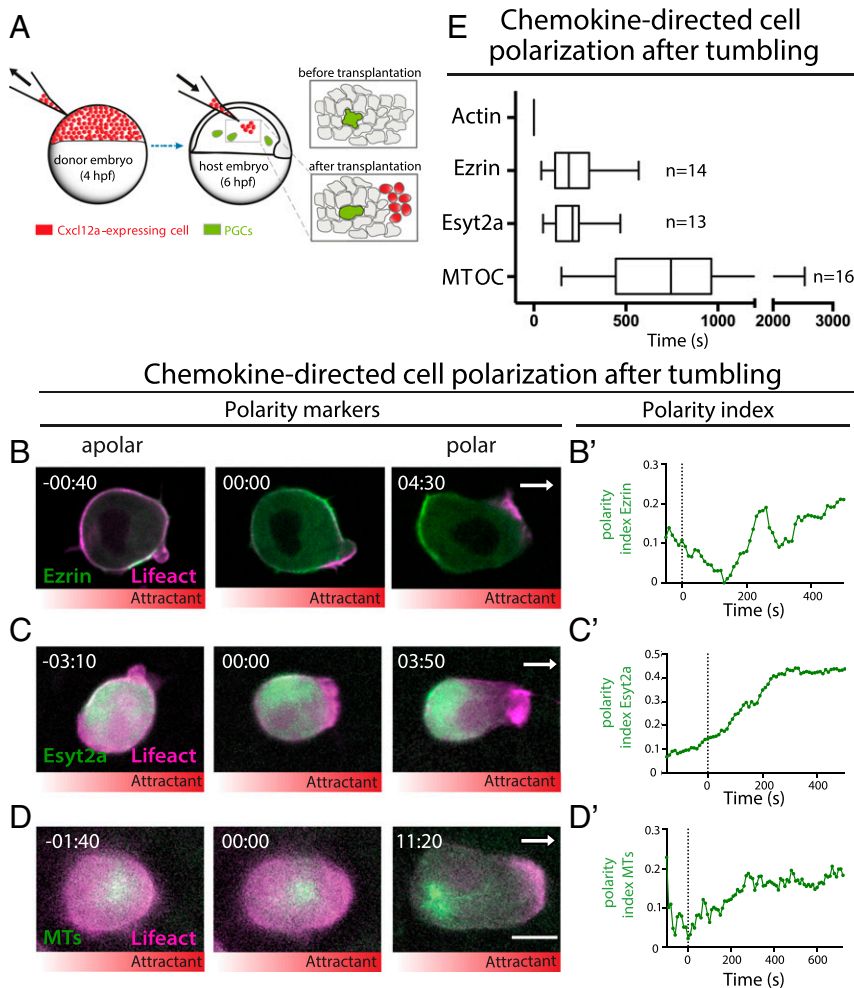 A
donor embryo
(4 hpf)
host embryo
(6 hpf)
before transplantation
after transplantation
Cxcl12a-expressing cell
PGCs
E
Chemokine-directed cell
polarization after tumbling
Actin
Ezrin
n=14
Esyt2a
n=13
MTOC
n=16
0 500 1000 2000 3000
Time (s)
Chemokine-directed cell polarization after tumbling
Polarity markers
Polarity index
apolar
polar
B
-00:40
00:00
04:30
Ezrin
Lifeact
Attractant
Attractant
Attractant
B'
polarity
index Ezrin
0.3
0.2
0.1
0
0 200 400
Time (s)
C
-03:10
00:00
03:50
Esyt2a
Lifeact
Attractant
Attractant
Attractant
C'
polarity
index Esyt2a
0.5
0.4
0.3
0.2
0.1
0
0 200 400
Time (s)
D
-01:40
00:00
11:20
MTs
Lifeact
Attractant
Attractant
Attractant
D'
polarity
index MTs
0.3
0.2
0.1
0
0 200 400 600
Time (s)